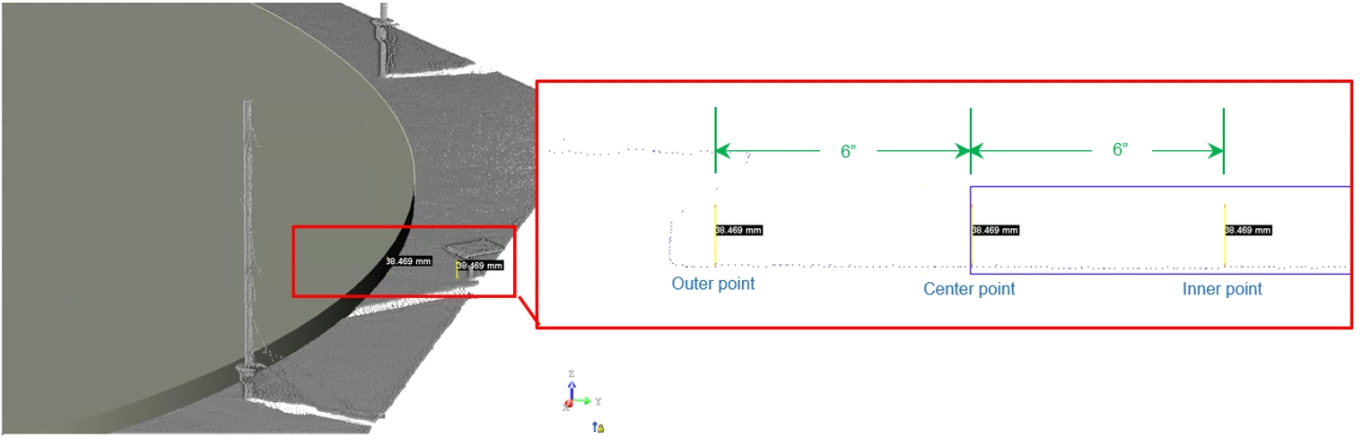 38.469 mm
38.469 mm
6”
6”
38.469 mm
38.469 mm
38.469 mm
Outer point
Center point
Inner point
Z
X
Y